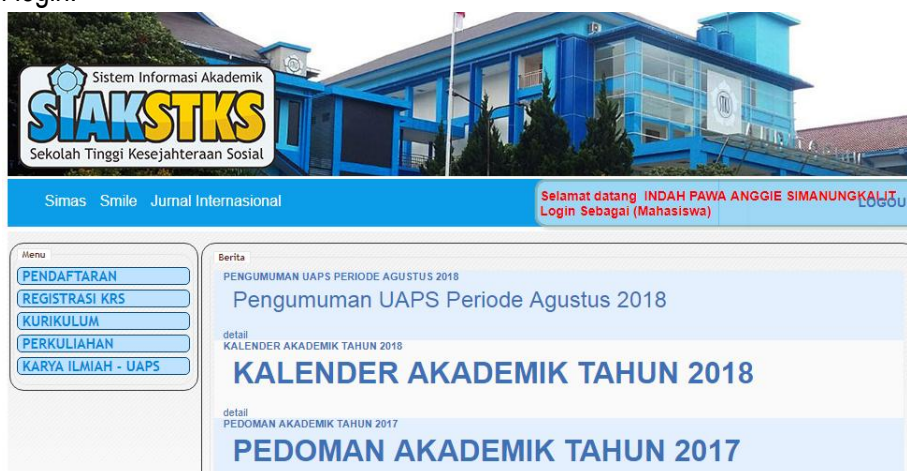 Sistem Informasi Akademik
SIAKSTKS
Sekolah Tinggi Kesejahteraan Sosial
Simas Smile Jurnal Internasional
Selamat datang INDAH PAWA ANGGIE SIMANUNGKALIT
Login Sebagai (Mahasiswa)
LOGOU
Menu
PENDAFTARAN
REGISTRASI KRS
KURIKULUM
PERKULIAHAN
KARYA ILMIAH - UAPS
Berita
PENGUMUMAN UAPS PERIODE AGUSTUS 2018
Pengumuman UAPS Periode Agustus 2018
detail
KALENDER AKADEMIK TAHUN 2018
KALENDER AKADEMIK TAHUN 2018
detail
PEDOMAN AKADEMIK TAHUN 2017
PEDOMAN AKADEMIK TAHUN 2017